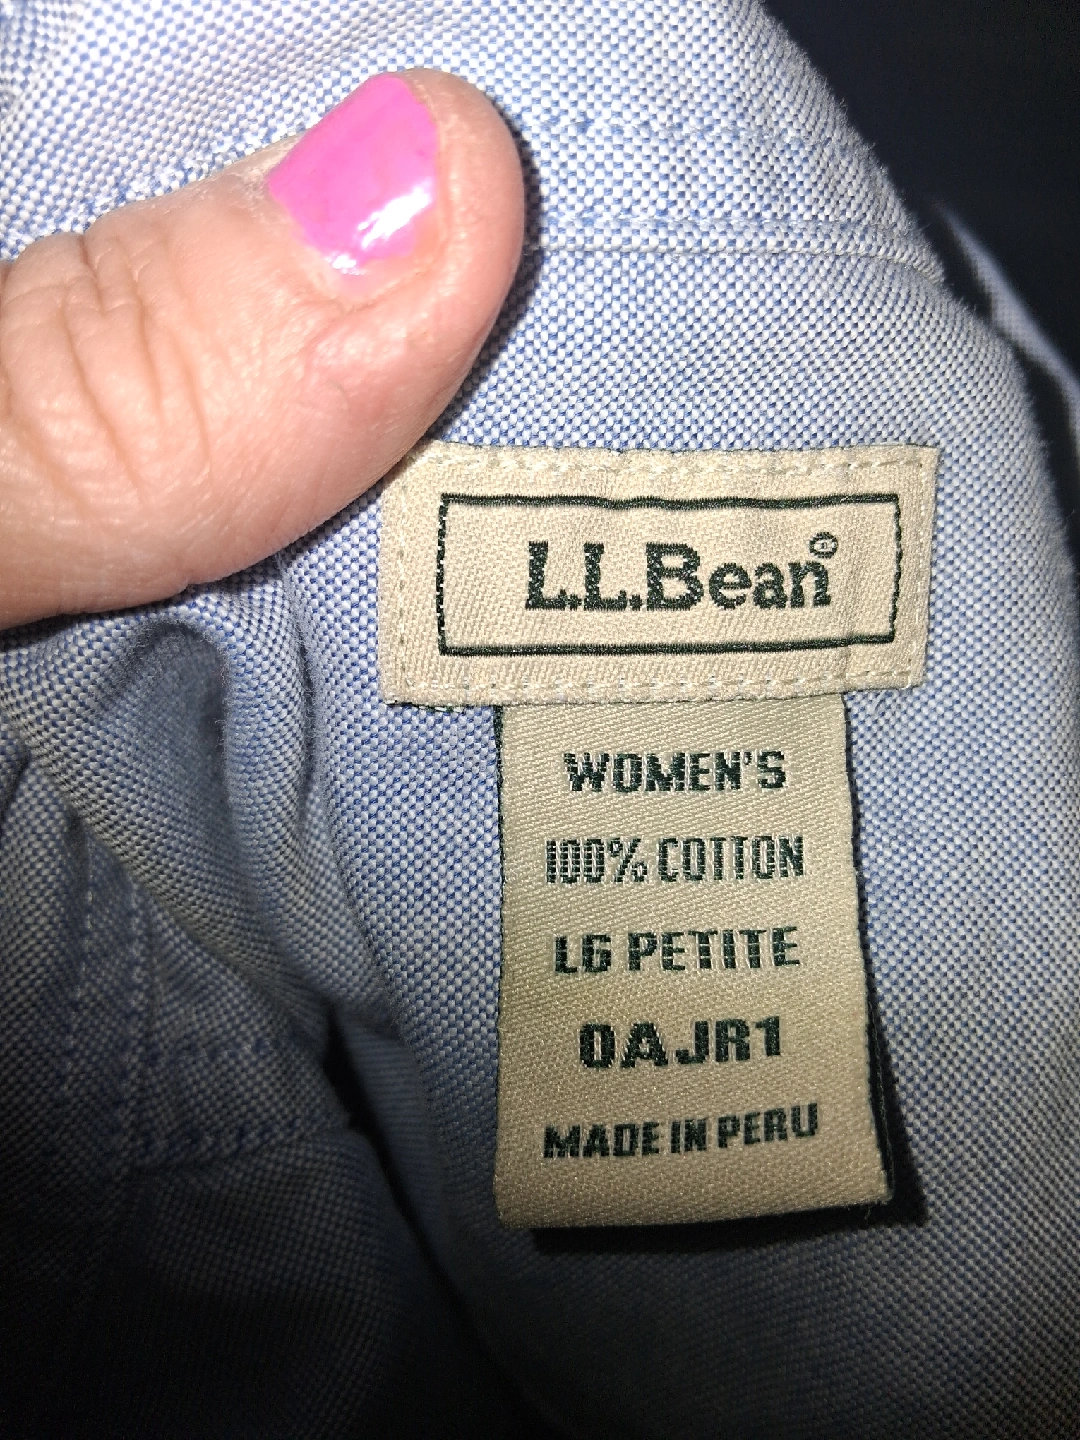 L.L.Bean®
WOMEN'S
100% COTTON
LG PETITE
0AJR1
MADE IN PERU